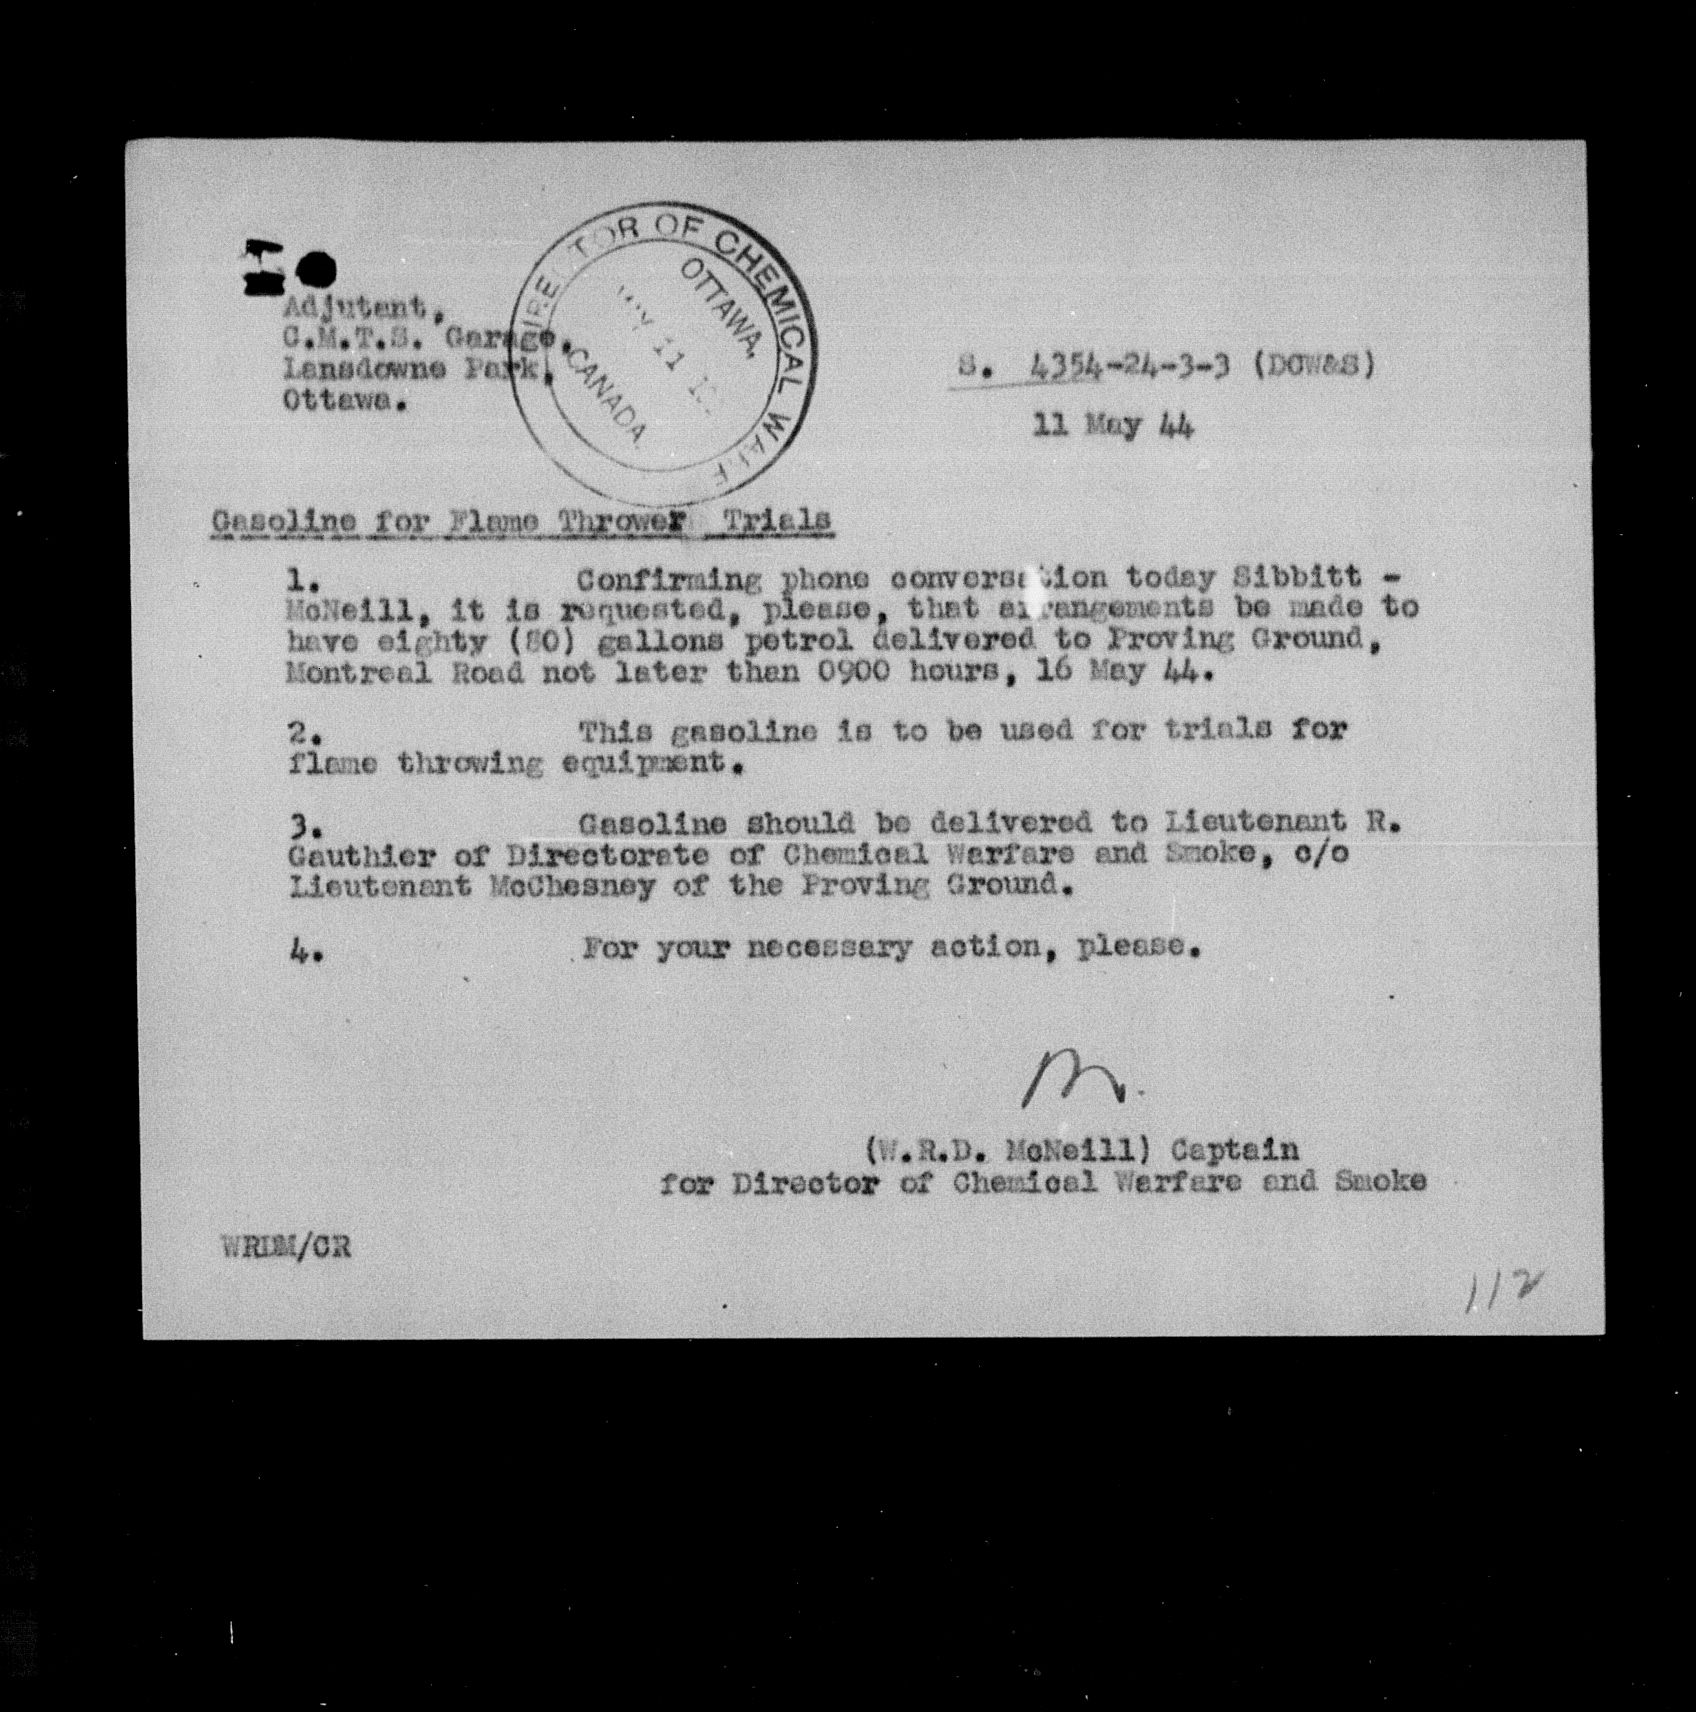 Adjutant,
C.M.T.S. Garage,
Lansdowne Park,
Ottawa.
DIRECTOR OF CHEMICAL
OTTAWA,
MAY 11
CANADA
S. 4354-24-3-3 (DCW&S)
11 May 44
Gasoline for Flame Thrower Trials
1. Confirming phone conversation today Sibbitt -
McNeill, it is requested, please, that arrangements be made to
have eighty (80) gallons petrol delivered to Proving Ground,
Montreal Road not later than 0900 hours, 16 May 44.
2. This gasoline is to be used for trials for
flame throwing equipment.
3. Gasoline should be delivered to Lieutenant R.
Gauthier of Directorate of Chemical Warfare and Smoke, c/o
Lieutenant McChesney of the Proving Ground.
4. For your necessary action, please.
(W.R.D. McNeill) Captain
for Director of Chemical Warfare and Smoke
WRDM/CR
112